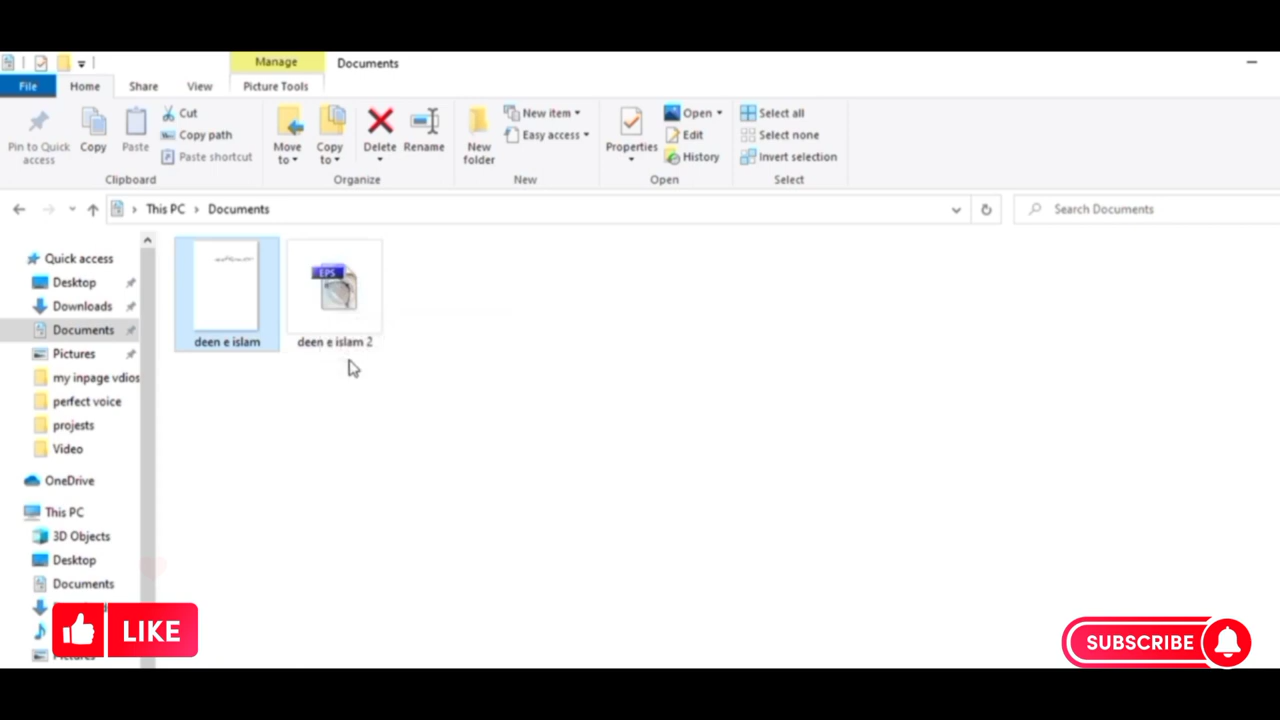 Manage Documents
File Home Share View Picture Tools
Pin to Quick access
Copy
Paste
Cut
Copy path
Paste shortcut
Clipboard
Move to
Copy to
Delete
Rename
Organize
New folder
New item
Easy access
New
Properties
Open
Edit
History
Open
Select all
Select none
Invert selection
Select
This PC > Documents
Search Documents
Quick access
Desktop
Downloads
Documents
Pictures
my inpage vdios
perfect voice
projests
Video
OneDrive
This PC
3D Objects
Desktop
Documents
EPS
deen e islam
deen e islam 2
LIKE
SUBSCRIBE